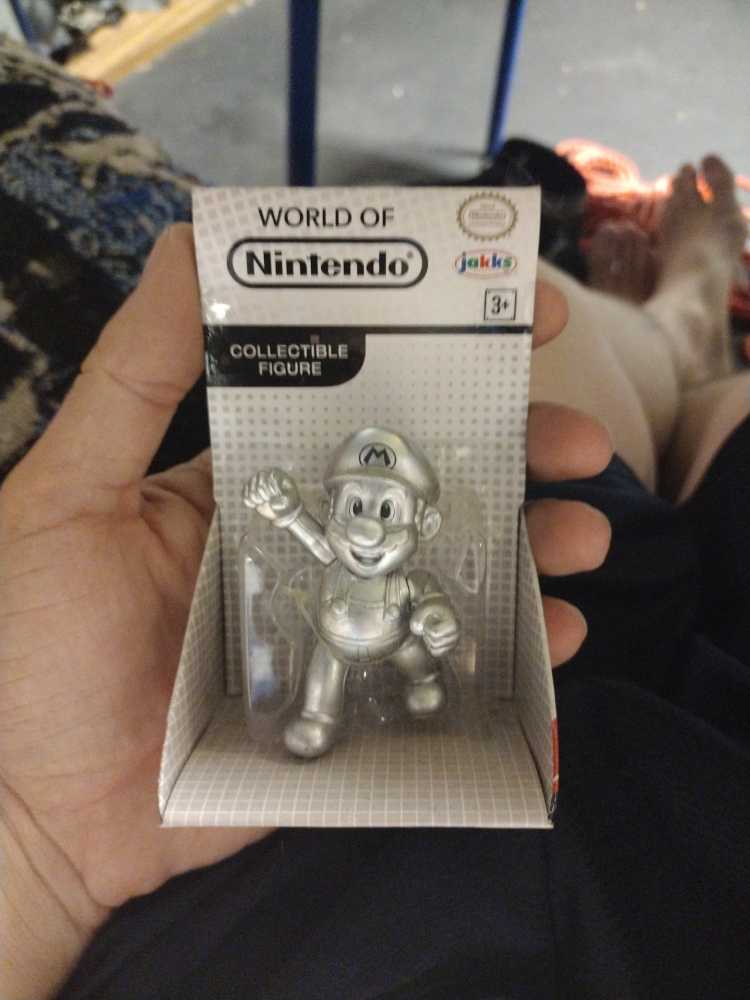 WORLD OF
Nintendo®
jakks
3+
COLLECTIBLE
FIGURE
M